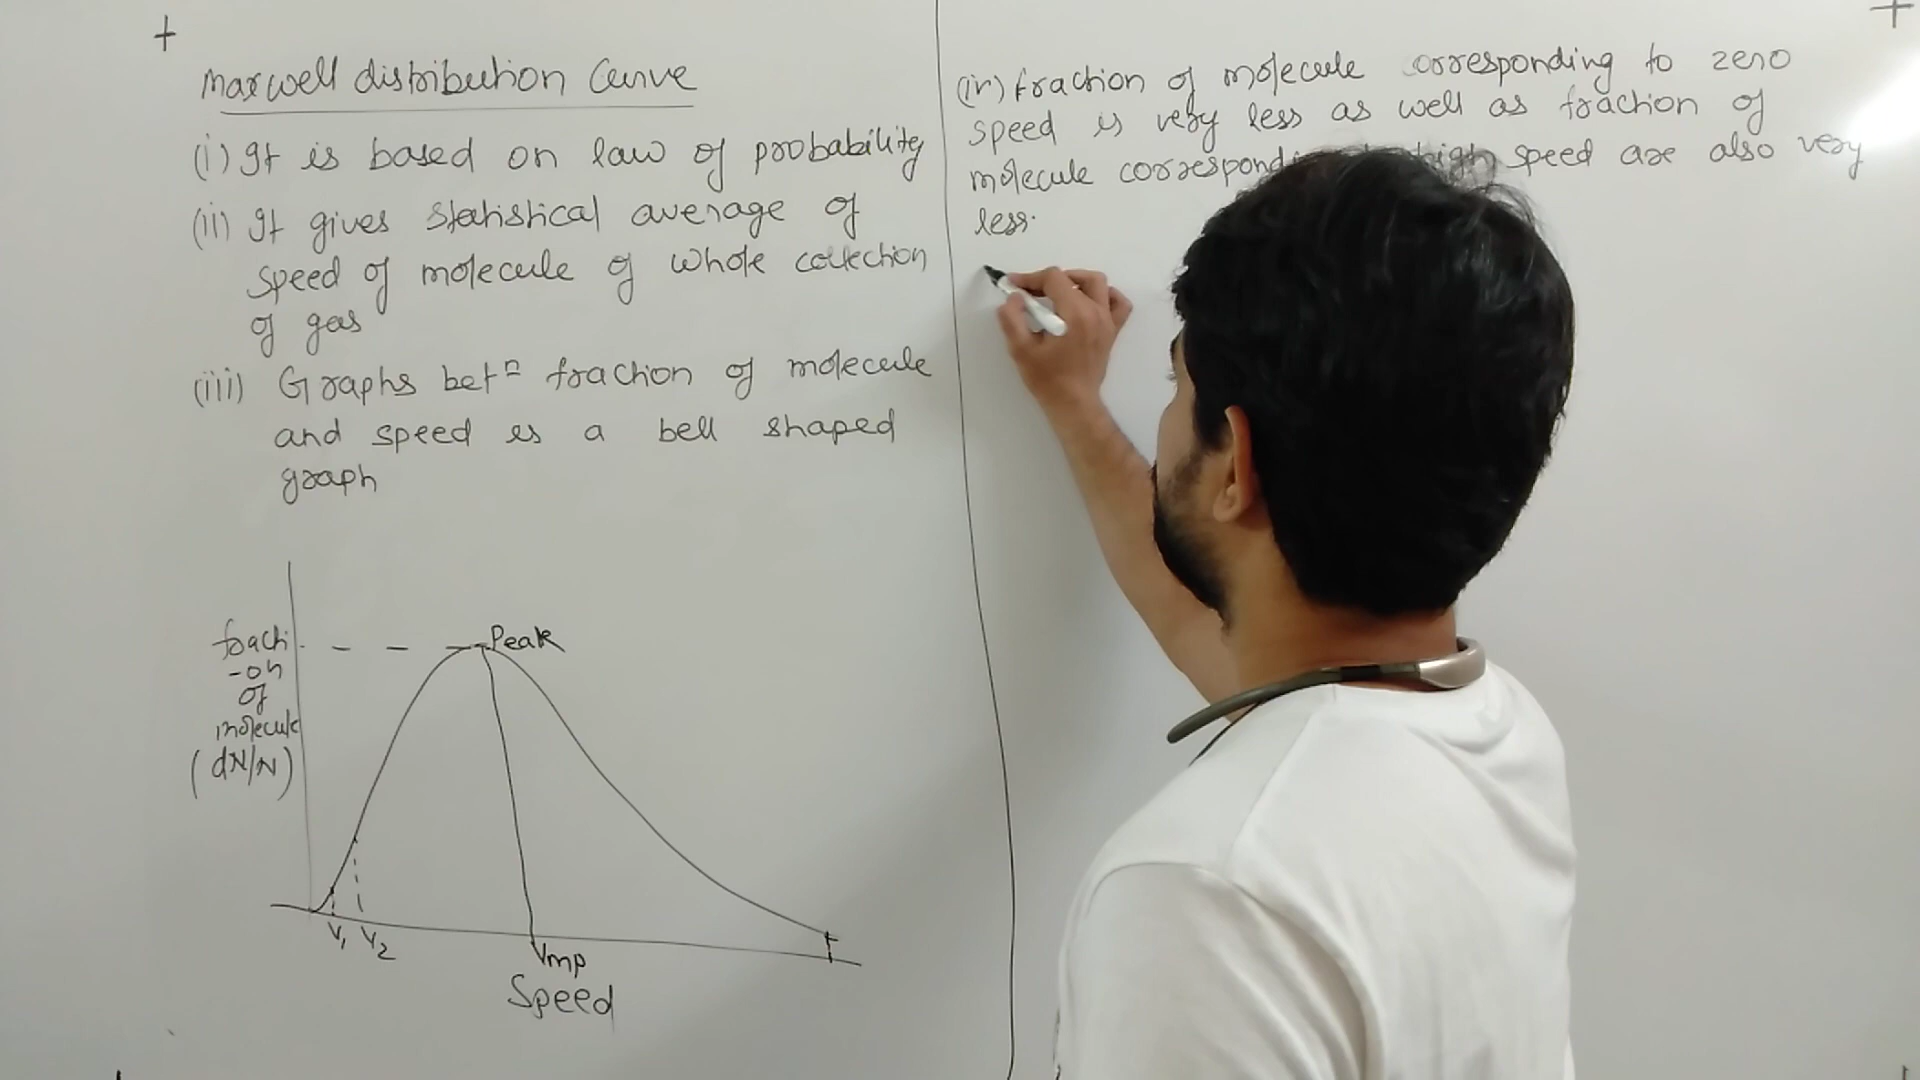 Maxwell distribution Curve
(i) It is based on law of probability
(ii) It gives statistical average of
speed of molecule of whole collection
of gas
(iii) Graphs betⁿ fraction of molecule
and speed is a bell shaped
graph
fracti
-on
of
molecule
(dN/N)
Peak
V₁ V₂
Vmp
Speed
(iv) fraction of molecule corresponding to zero
speed is very less as well as fraction of
molecule high speed are also very
less.